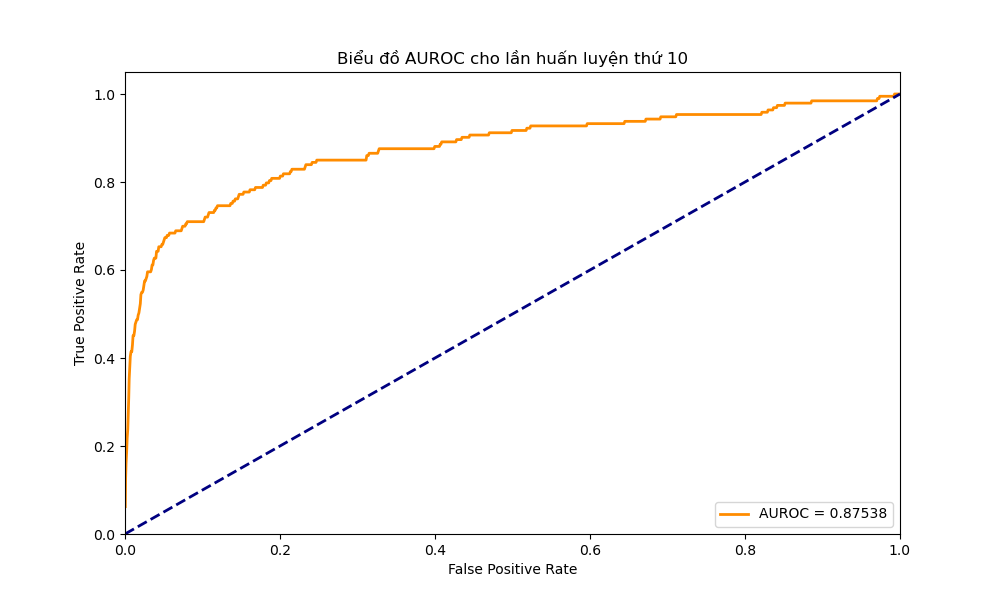 Biểu đồ AUROC cho lần huấn luyện thứ 10
1.0
0.8
0.6
0.4
0.2
0.0
True Positive Rate
AUROC = 0.87538
0.0 0.2 0.4 0.6 0.8 1.0
False Positive Rate